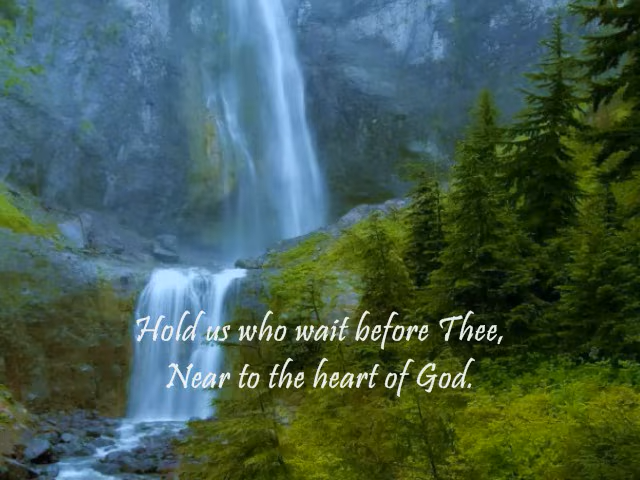 Hold us who wait before Thee,
Near to the heart of God.